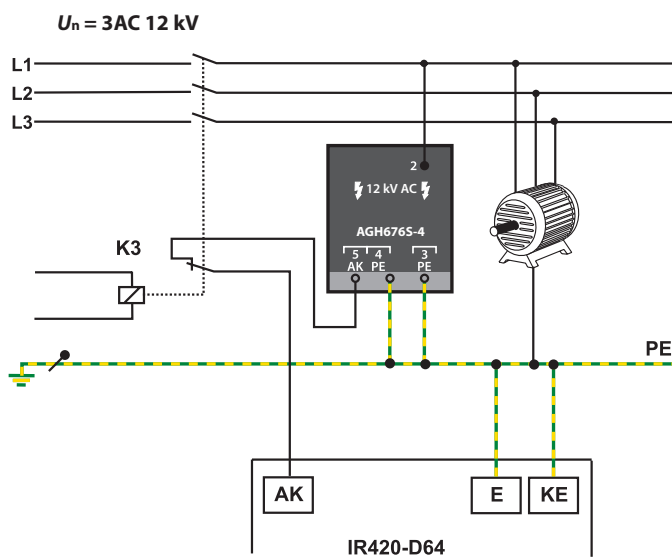 Un = 3AC 12 kV
L1
L2
L3
2
12 kV AC
AGH676S-4
K3
5 4 3
AK PE PE
PE
AK E KE
IR420-D64